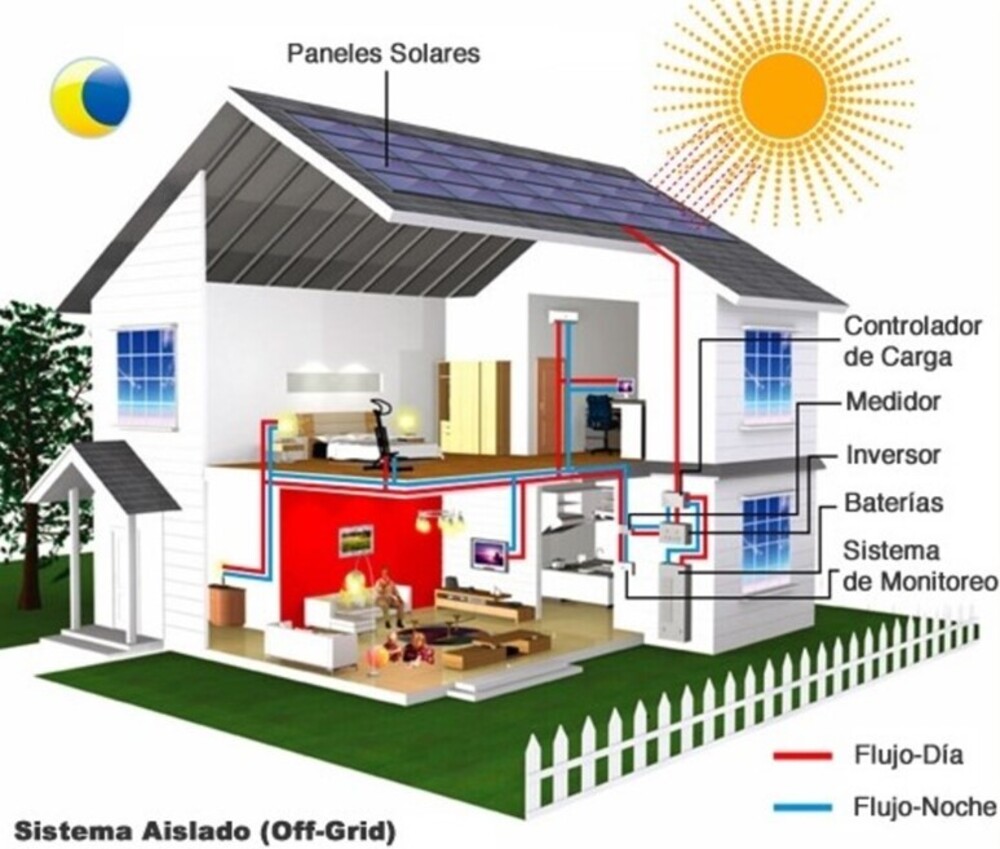 Paneles Solares
Controlador
de Carga
Medidor
Inversor
Baterías
Sistema
de Monitoreo
Flujo-Día
Flujo-Noche
Sistema Aislado (Off-Grid)